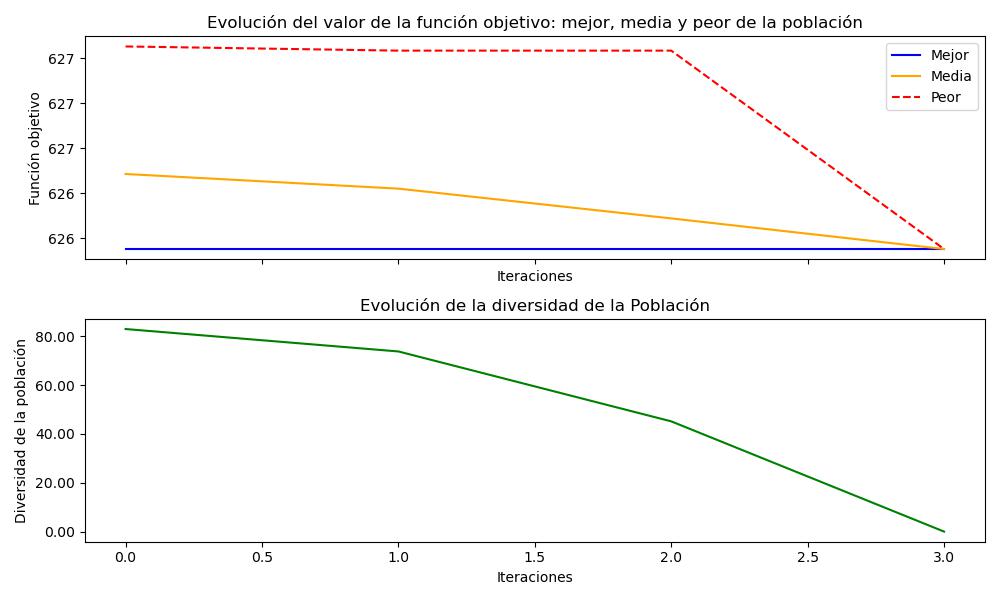 Evolución del valor de la función objetivo: mejor, media y peor de la población
Función objetivo
627
627
627
626
626
Mejor
Media
Peor
Iteraciones
Evolución de la diversidad de la Población
Diversidad de la población
80.00
60.00
40.00
20.00
0.00
0.0 0.5 1.0 1.5 2.0 2.5 3.0
Iteraciones